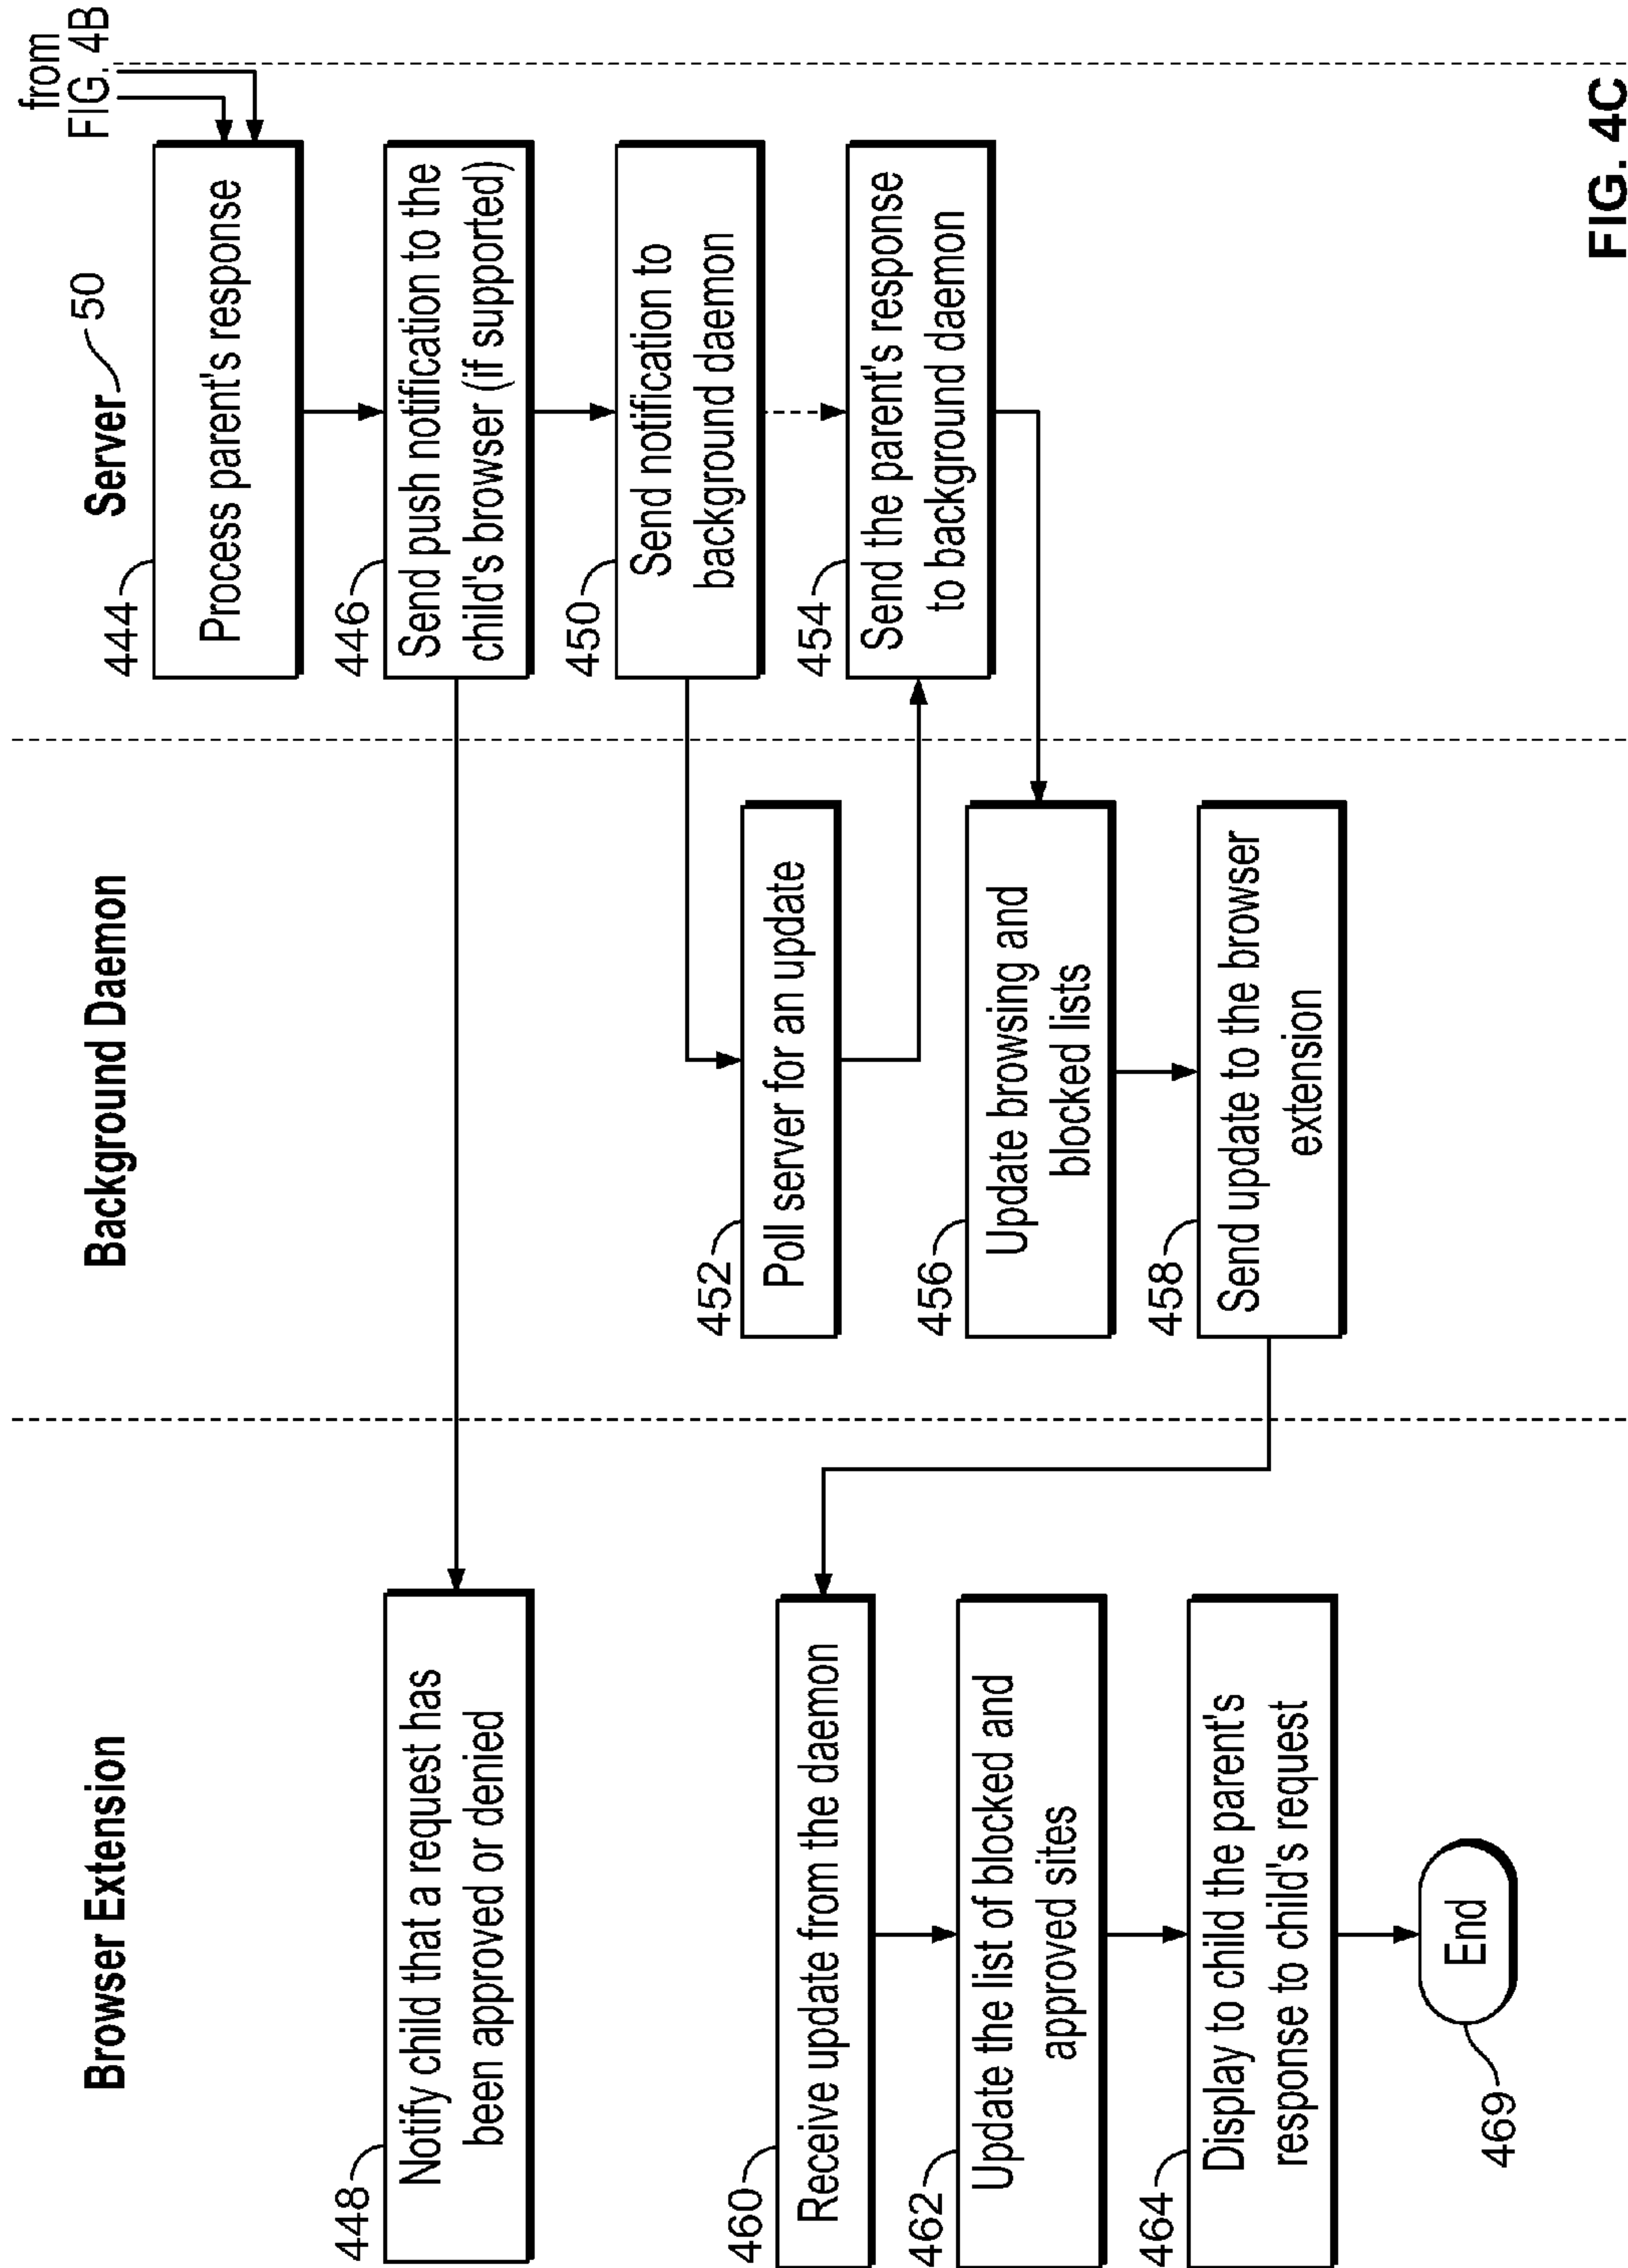 Browser Extension
Background Daemon
Server 50
from
FIG. 4B
444
Process parent's response
446
Send push notification to the
child's browser (if supported)
448
Notify child that a request has
been approved or denied
450
Send notification to
background daemon
452
Poll server for an update
454
Send the parent's response
to background daemon
456
Update browsing and
blocked lists
458
Send update to the browser
extension
460
Receive update from the daemon
462
Update the list of blocked and
approved sites
464
Display to child the parent's
response to child's request
End
469
FIG. 4C